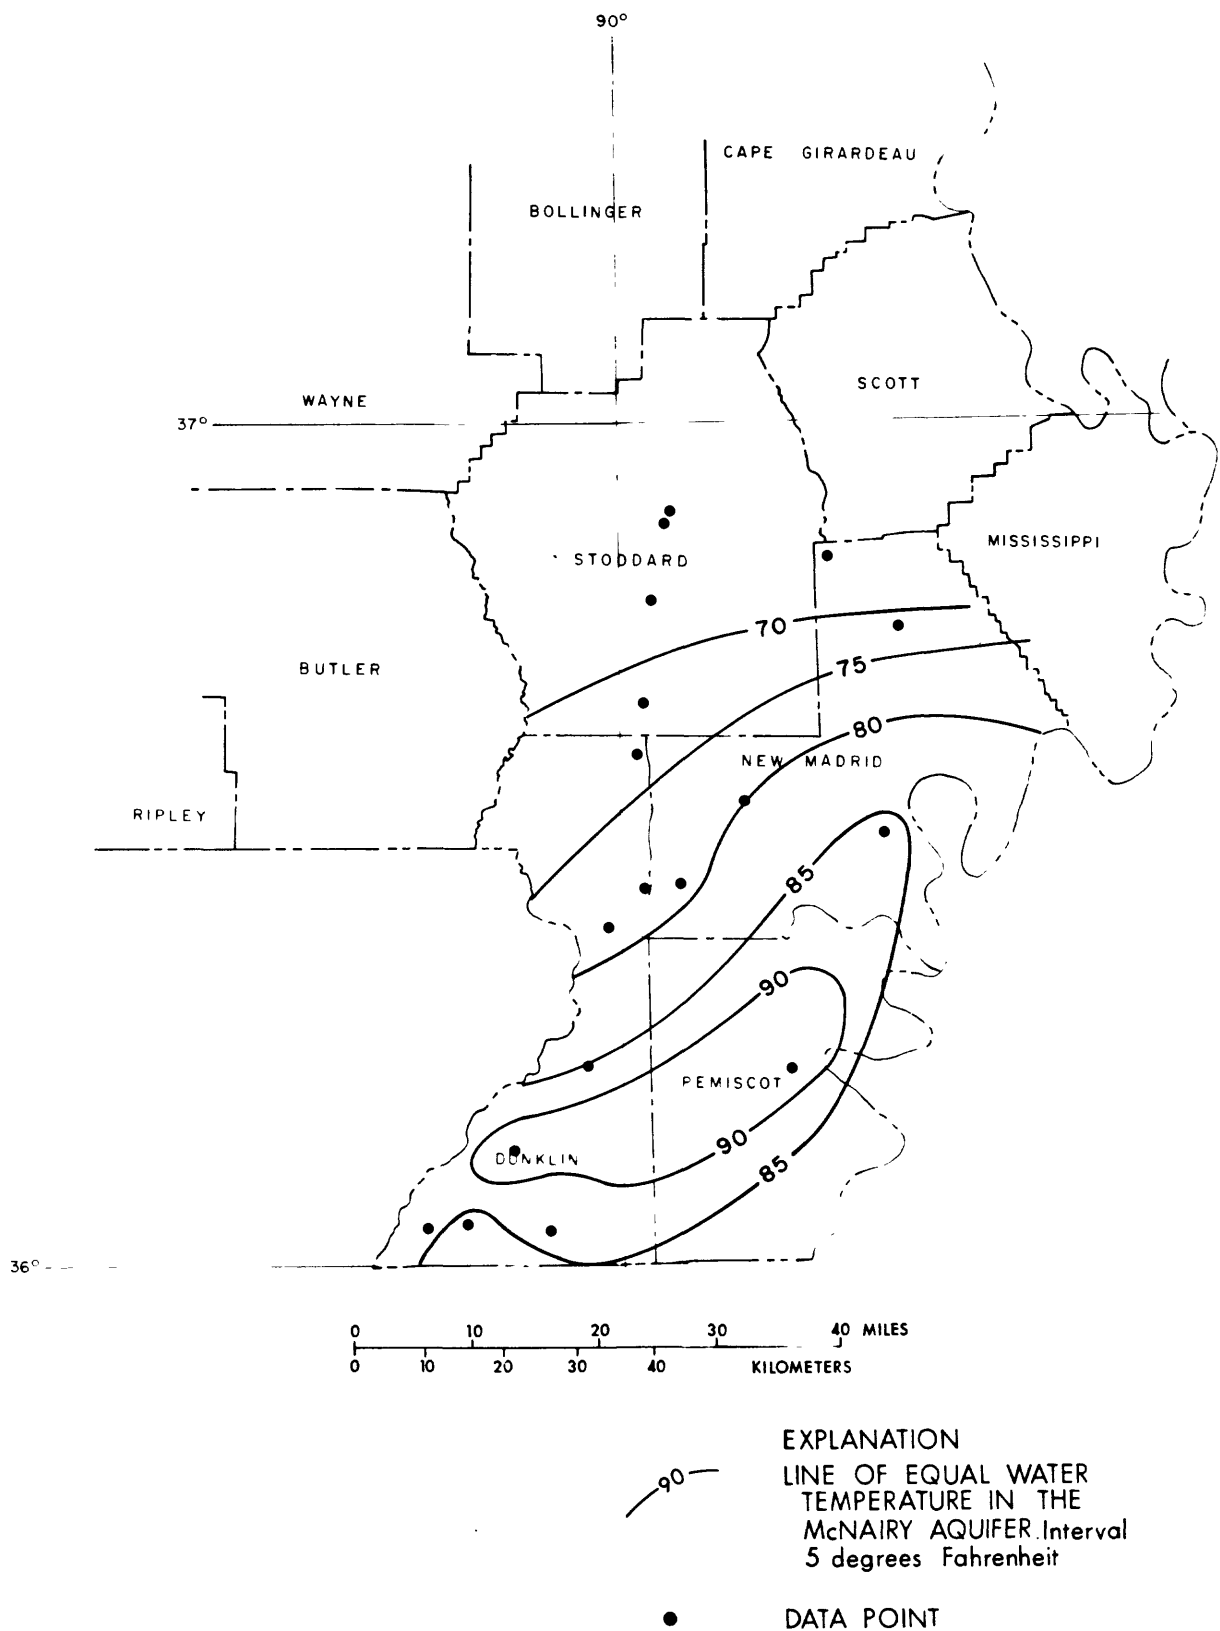 90°
CAPE GIRARDEAU
BOLLINGER
SCOTT
WAYNE
37°
MISSISSIPPI
STODDARD
70
75
BUTLER
80
NEW MADRID
RIPLEY
85
90
PEMISCOT
90
DUNKLIN
85
36°
0 10 20 30 40 MILES
0 10 20 30 40 KILOMETERS
EXPLANATION
90
LINE OF EQUAL WATER
TEMPERATURE IN THE
McNAIRY AQUIFER. Interval
5 degrees Fahrenheit
DATA POINT